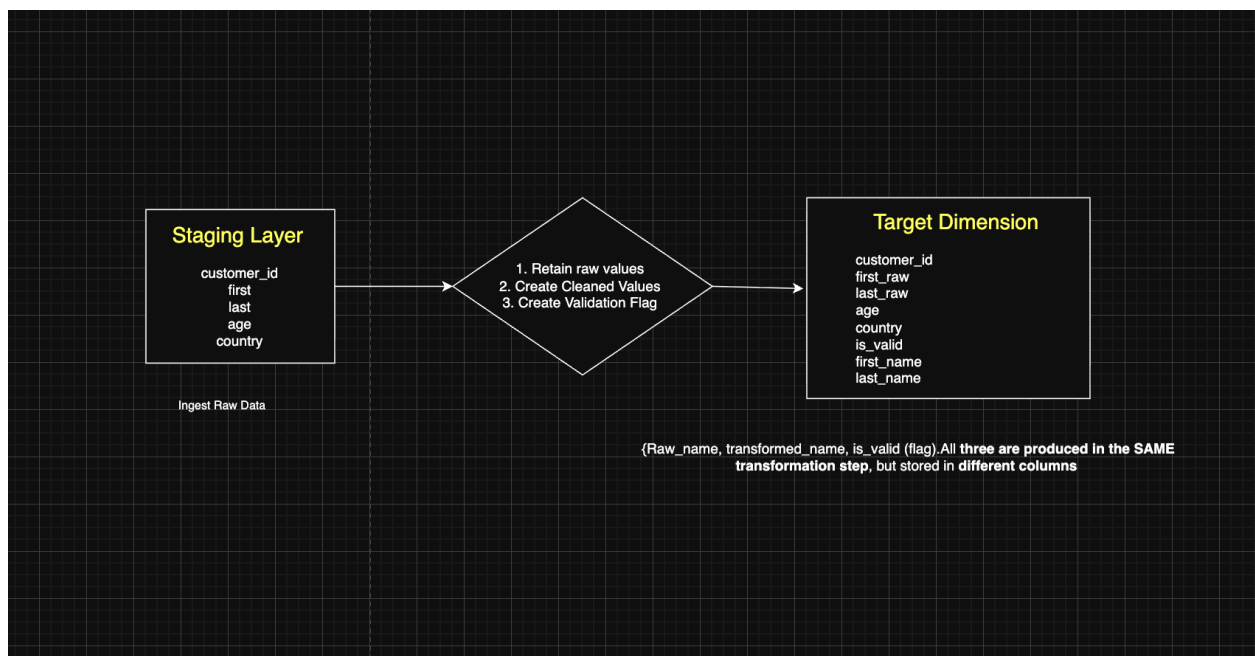 Staging Layer
customer_id
first
last
age
country
Ingest Raw Data
1. Retain raw values
2. Create Cleaned Values
3. Create Validation Flag
Target Dimension
customer_id
first_raw
last_raw
age
country
is_valid
first_name
last_name
{Raw_name, transformed_name, is_valid (flag).All three are produced in the SAME
transformation step, but stored in different columns